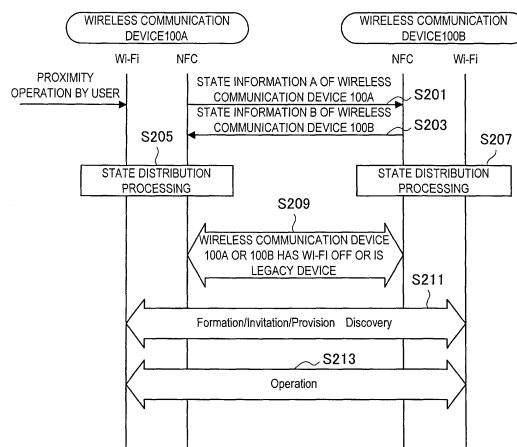 WIRELESS COMMUNICATION
DEVICE100A
WIRELESS COMMUNICATION
DEVICE100B
Wi-Fi
NFC
NFC
Wi-Fi
PROXIMITY
OPERATION BY USER
STATE INFORMATION A OF WIRELESS
COMMUNICATION DEVICE 100A
S201
STATE INFORMATION B OF WIRELESS
COMMUNICATION DEVICE 100B
S203
S205
S207
STATE DISTRIBUTION
PROCESSING
STATE DISTRIBUTION
PROCESSING
S209
WIRELESS COMMUNICATION DEVICE
100A OR 100B HAS WI-FI OFF OR IS
LEGACY DEVICE
S211
Formation/Invitation/Provision Discovery
S213
Operation